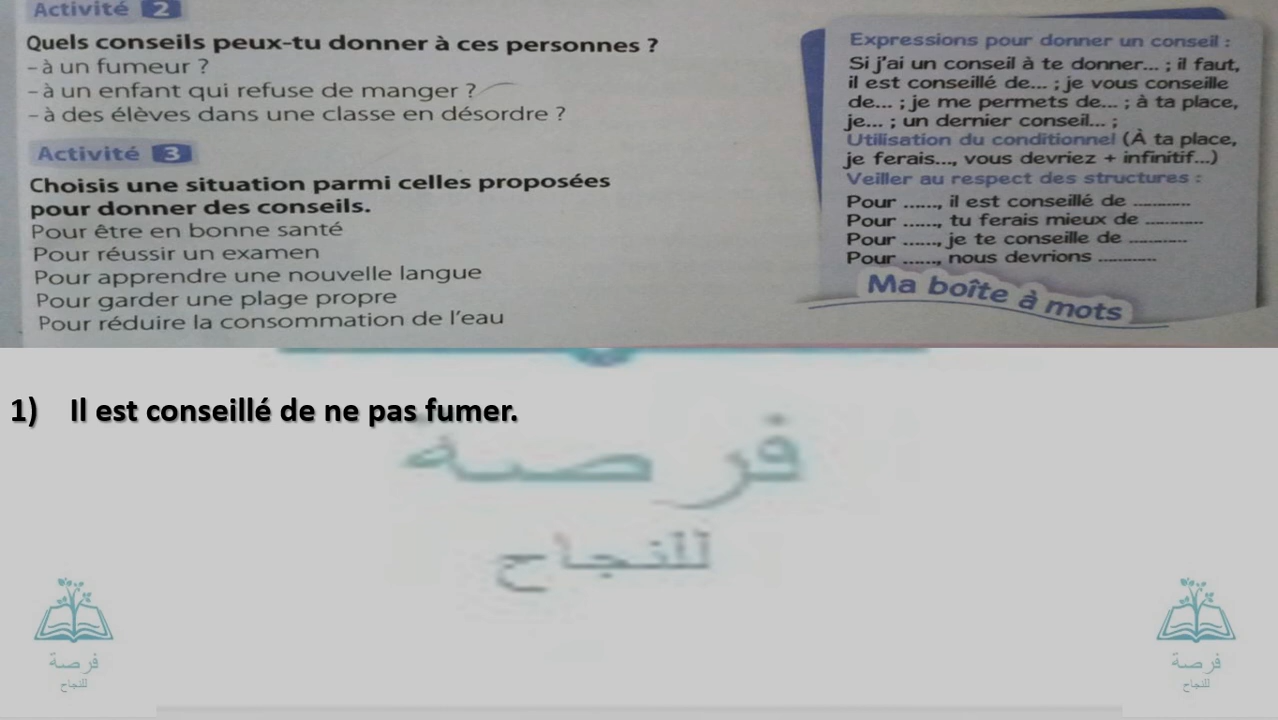 Activité 2
Quels conseils peux-tu donner à ces personnes ?
- à un fumeur ?
- à un enfant qui refuse de manger ?
- à des élèves dans une classe en désordre ?
Activité 3
Choisis une situation parmi celles proposées
pour donner des conseils.
Pour être en bonne santé
Pour réussir un examen
Pour apprendre une nouvelle langue
Pour garder une plage propre
Pour réduire la consommation de l'eau
Expressions pour donner un conseil :
Si j'ai un conseil à te donner... ; il faut,
il est conseillé de... ; je vous conseille
de... ; je me permets de... ; à ta place,
je... ; un dernier conseil... ;
Utilisation du conditionnel (À ta place,
je ferais..., vous devriez + infinitif...)
Veiller au respect des structures :
Pour ......, il est conseillé de ............
Pour ......, tu ferais mieux de ............
Pour ......, je te conseille de ............
Pour ......, nous devrions ............
Ma boîte à mots
1) Il est conseillé de ne pas fumer.
فرصة
للنجاح
فرصة
للنجاح
فرصة
للنجاح